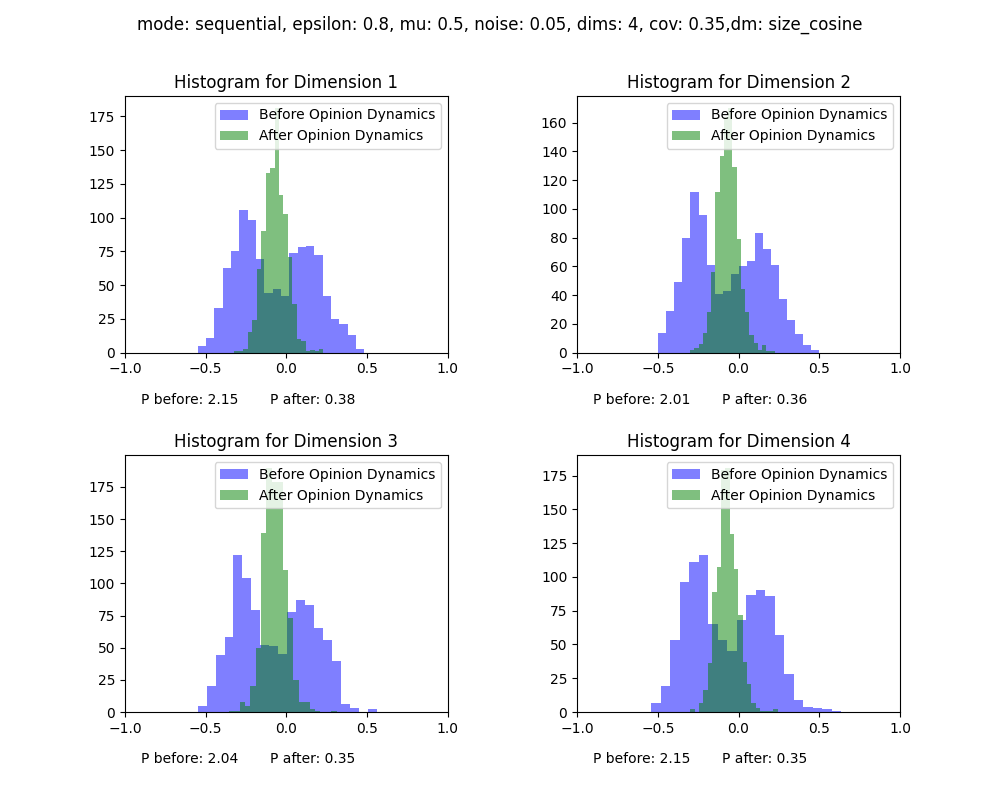 mode: sequential, epsilon: 0.8, mu: 0.5, noise: 0.05, dims: 4, cov: 0.35,dm: size_cosine
Histogram for Dimension 1
Before Opinion Dynamics
After Opinion Dynamics
175
150
125
100
75
50
25
0
−1.0 −0.5 0.0 0.5 1.0
P before: 2.15 P after: 0.38
Histogram for Dimension 2
Before Opinion Dynamics
After Opinion Dynamics
160
140
120
100
80
60
40
20
0
−1.0 −0.5 0.0 0.5 1.0
P before: 2.01 P after: 0.36
Histogram for Dimension 3
Before Opinion Dynamics
After Opinion Dynamics
175
150
125
100
75
50
25
0
−1.0 −0.5 0.0 0.5 1.0
P before: 2.04 P after: 0.35
Histogram for Dimension 4
Before Opinion Dynamics
After Opinion Dynamics
175
150
125
100
75
50
25
0
−1.0 −0.5 0.0 0.5 1.0
P before: 2.15 P after: 0.35